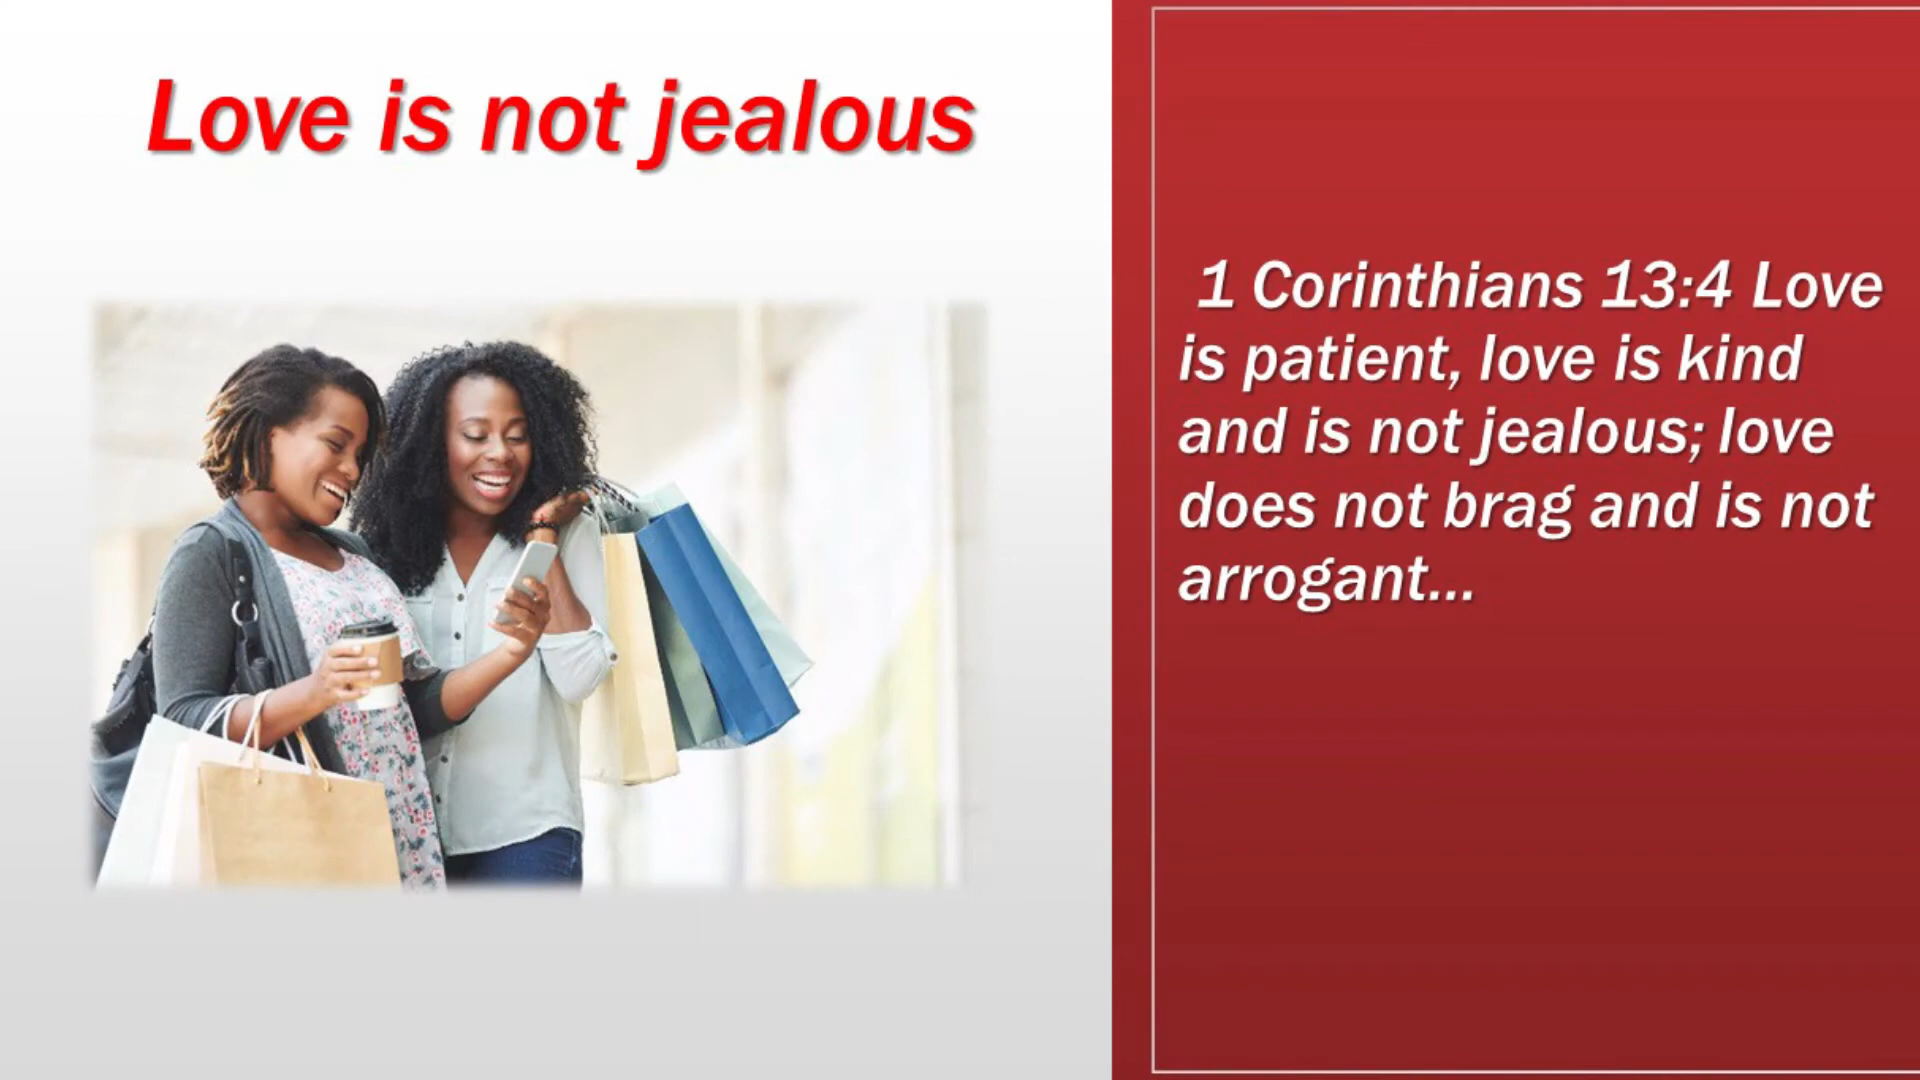 Love is not jealous
1 Corinthians 13:4 Love
is patient, love is kind
and is not jealous; love
does not brag and is not
arrogant...